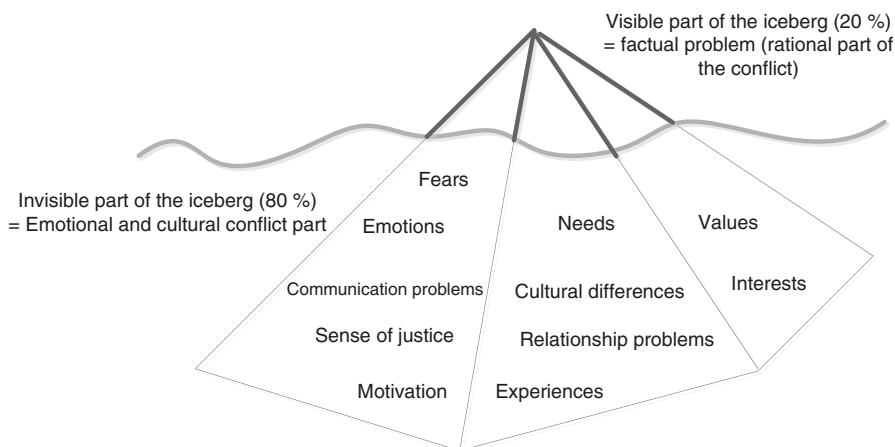 Visible part of the iceberg (20 %)
= factual problem (rational part of
the conflict)
Invisible part of the iceberg (80 %)
= Emotional and cultural conflict part
Fears
Emotions
Communication problems
Sense of justice
Motivation
Needs
Cultural differences
Relationship problems
Experiences
Values
Interests